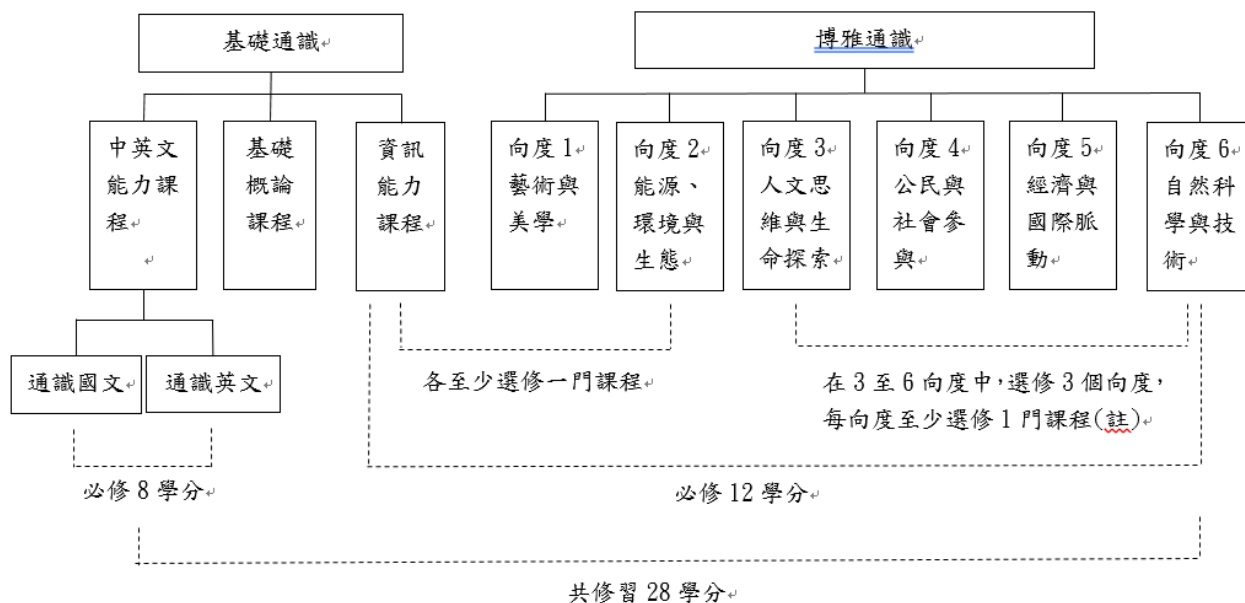 基礎通識
博雅通識
中英文
能力課
程
基礎
概論
課程
資訊
能力
課程
向度 1
藝術與
美學
向度 2
能源、
環境與
生態
向度 3
人文思
維與生
命探索
向度 4
公民與
社會參
與
向度 5
經濟與
國際脈
動
向度 6
自然科
學與技
術
通識國文
通識英文
各至少選修一門課程
在 3 至 6 向度中,選修 3 個向度,
每向度至少選修 1 門課程(註)
必修 8 學分
必修 12 學分
共修習 28 學分